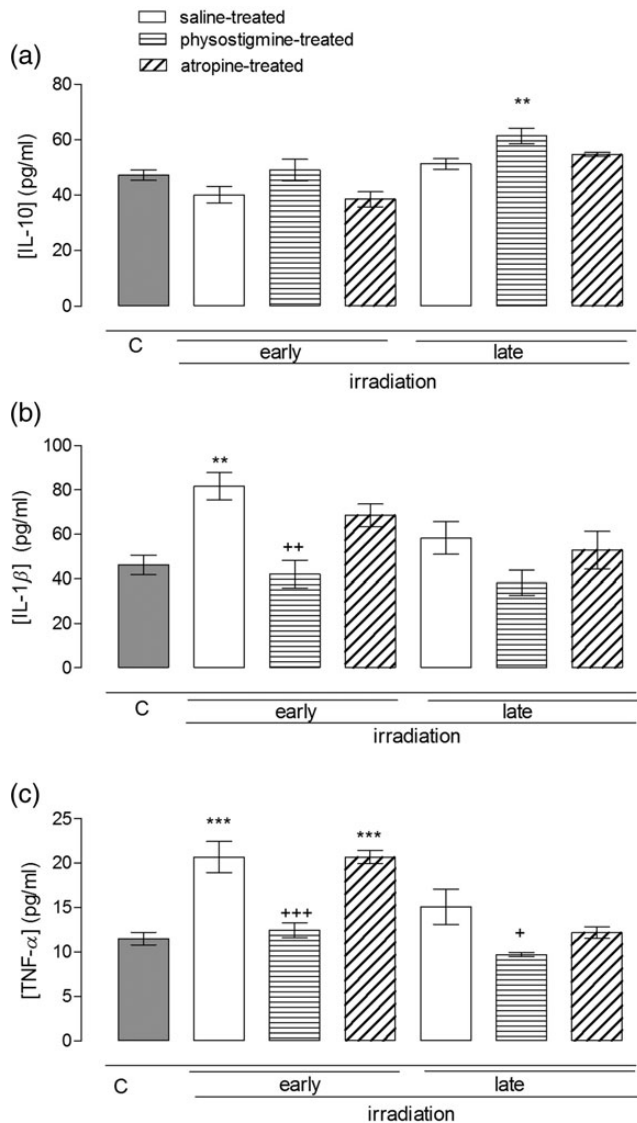 saline-treated
physostigmine-treated
atropine-treated
(a)
[IL-10] (pg/ml)
80
60
40
20
0
**
C
early
late
irradiation
(b)
[IL-1β] (pg/ml)
100
80
60
40
20
0
**
++
C
early
late
irradiation
(c)
[TNF-α] (pg/ml)
25
20
15
10
5
0
***
+++
***
+
C
early
late
irradiation